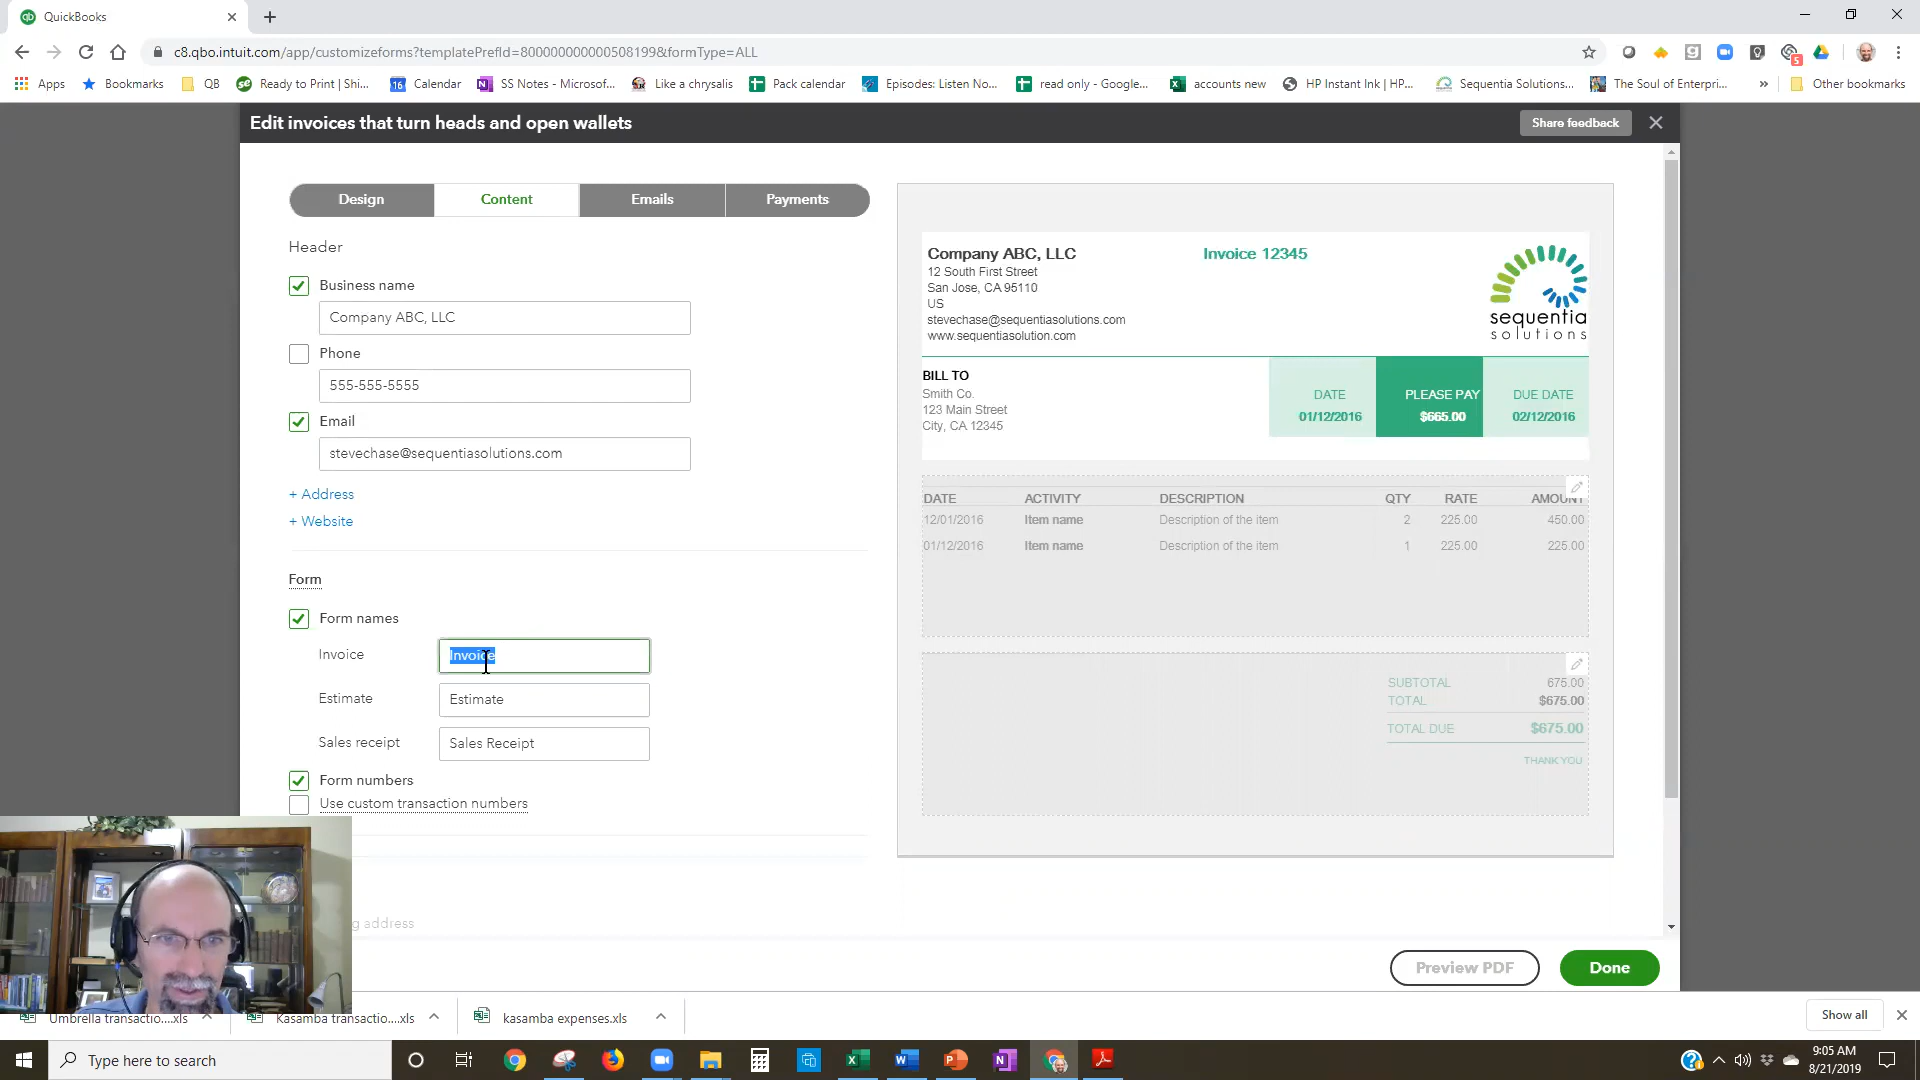 QuickBooks
c8.qbo.intuit.com/app/customizeforms?templatePrefId=800000000000508199&formType=ALL
5
Apps Bookmarks QB Ready to Print | Shi... 16 Calendar SS Notes - Microsof... Like a chrysalis Pack calendar Episodes: Listen No... read only - Google... accounts new HP Instant Ink | HP... Sequentia Solutions... The Soul of Enterpri... » Other bookmarks
Edit invoices that turn heads and open wallets
Share feedback
Design Content Emails Payments
Header
Business name
Company ABC, LLC
Phone
555-555-5555
Email
stevechase@sequentiasolutions.com
+ Address
+ Website
Form
Form names
Invoice Invoice
Estimate Estimate
Sales receipt Sales Receipt
Form numbers
Use custom transaction numbers
g address
Company ABC, LLC
12 South First Street
San Jose, CA 95110
US
stevechase@sequentiasolutions.com
www.sequentiasolution.com
Invoice 12345
sequentia
solutions
BILL TO
Smith Co.
123 Main Street
City, CA 12345
DATE
01/12/2016
PLEASE PAY
$665.00
DUE DATE
02/12/2016
DATE ACTIVITY DESCRIPTION QTY RATE AMOUNT
12/01/2016 Item name Description of the item 2 225.00 450.00
01/12/2016 Item name Description of the item 1 225.00 225.00
SUBTOTAL 675.00
TOTAL $675.00
TOTAL DUE $675.00
THANK YOU
Preview PDF
Done
Umbrella transactio....xls Kasamba transactio....xls kasamba expenses.xls Show all
Type here to search
9:05 AM
8/21/2019